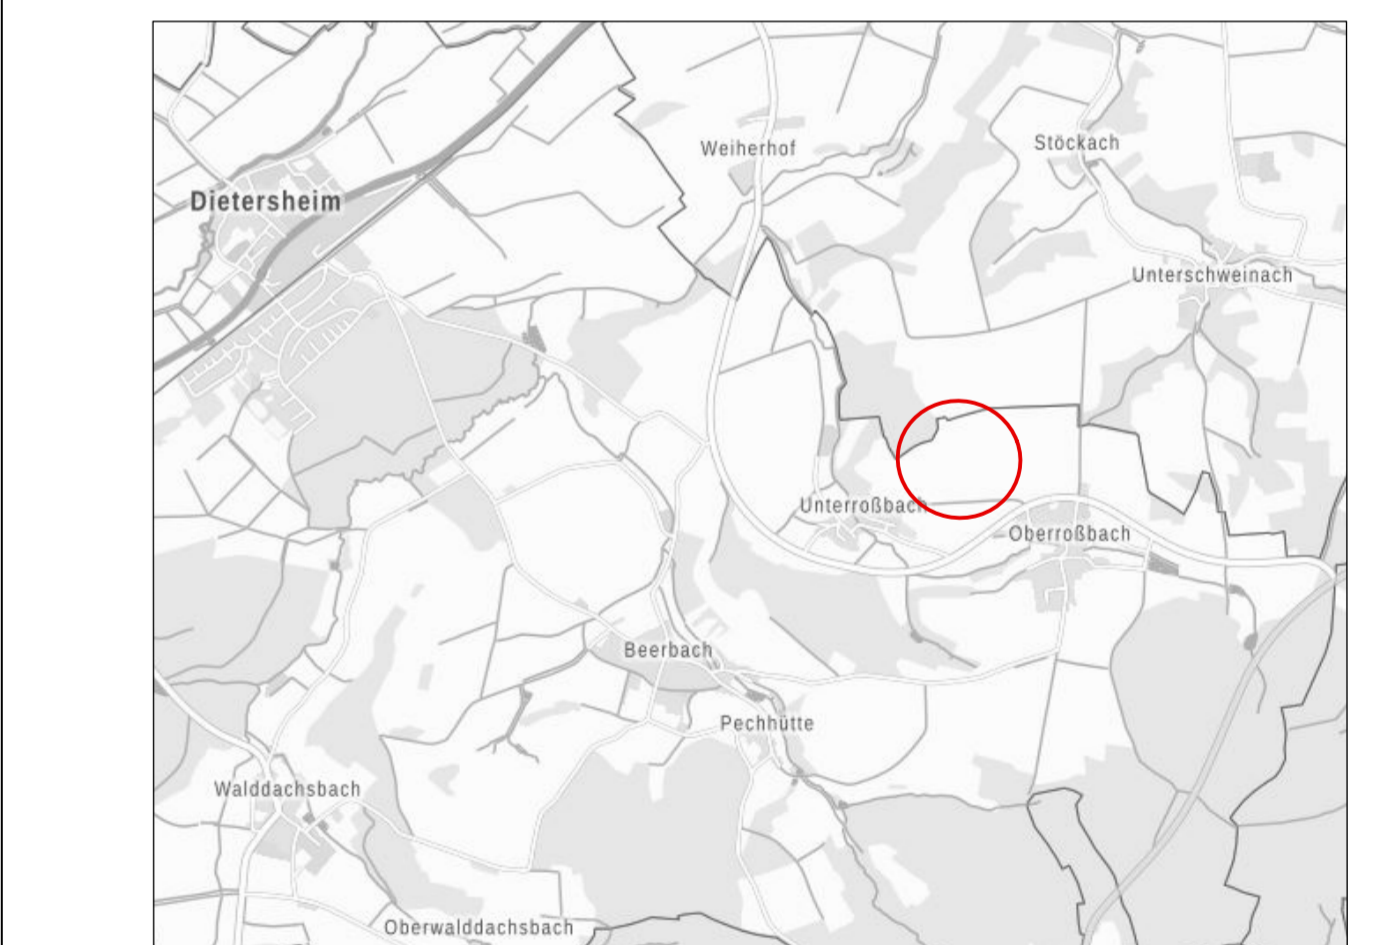 Weiherhof
Stöckach
Dietersheim
Unterschweinach
Unterroßbach
Oberroßbach
Beerbach
Pechhütte
Walddachsbach
Oberwalddachsbach